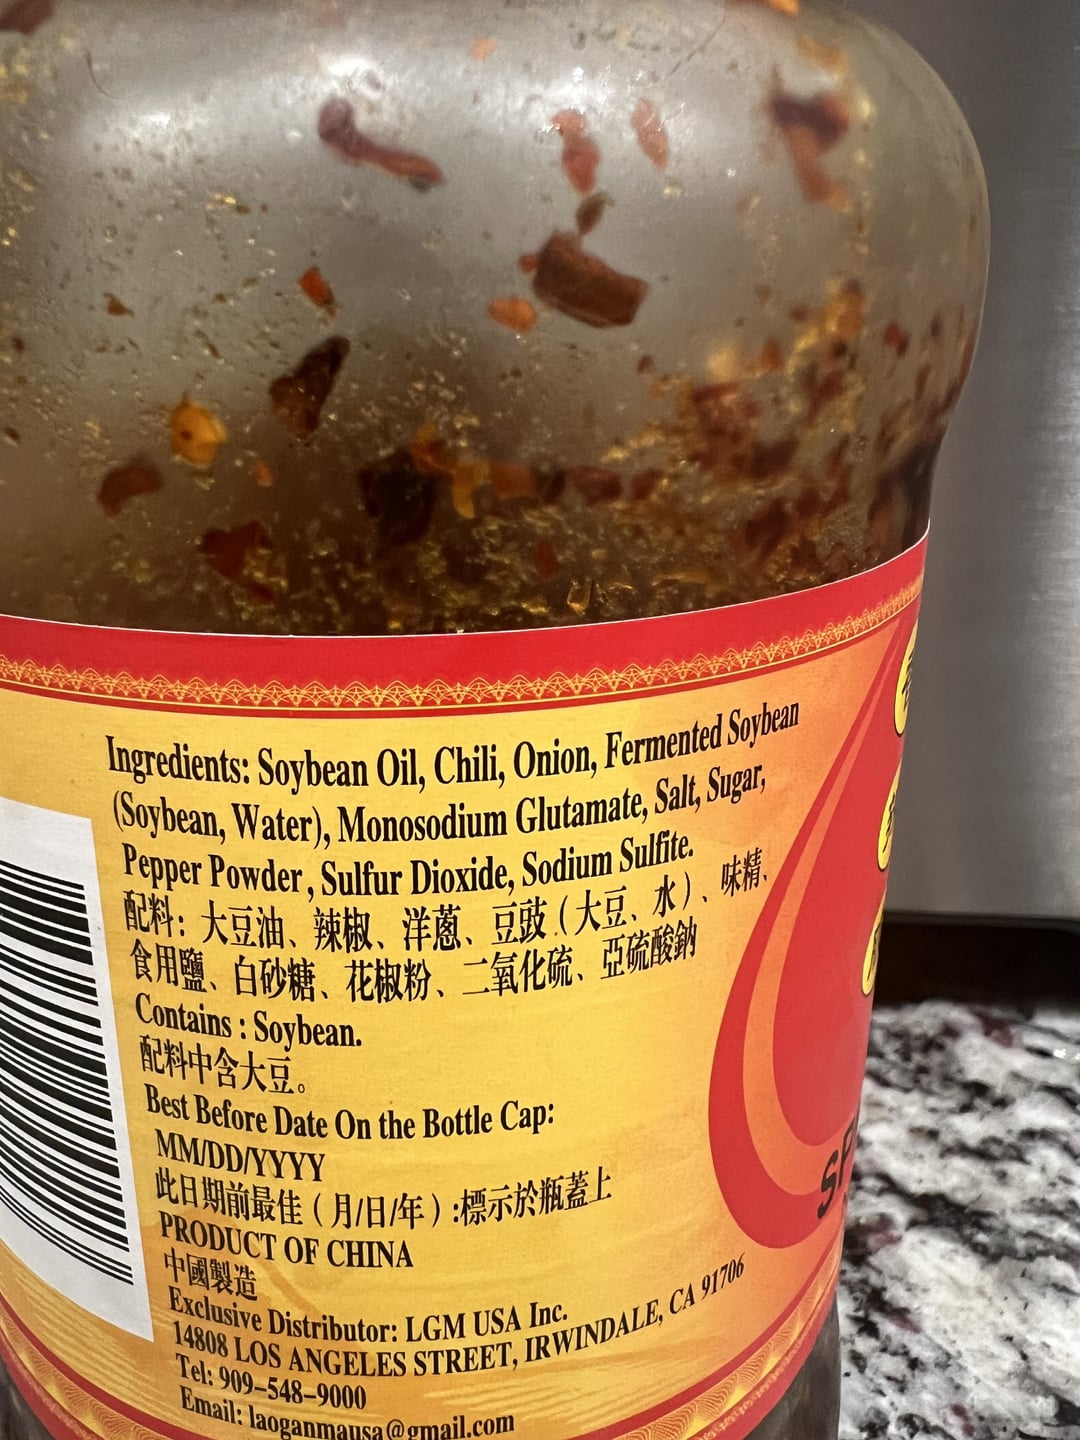 Ingredients: Soybean Oil, Chili, Onion, Fermented Soybean
(Soybean, Water), Monosodium Glutamate, Salt, Sugar,
Pepper Powder, Sulfur Dioxide, Sodium Sulfite.
配料：大豆油、辣椒、洋蔥、豆豉（大豆、水）、味精、
食用鹽、白砂糖、花椒粉、二氧化硫、亞硫酸鈉
Contains : Soybean.
配料中含大豆。
Best Before Date On the Bottle Cap:
MM/DD/YYYY
此日期前最佳（月/日/年）:標示於瓶蓋上
PRODUCT OF CHINA
中國製造
Exclusive Distributor: LGM USA Inc.
14808 LOS ANGELES STREET, IRWINDALE, CA 91706
Tel: 909-548-9000
Email: laoganmausa@gmail.com